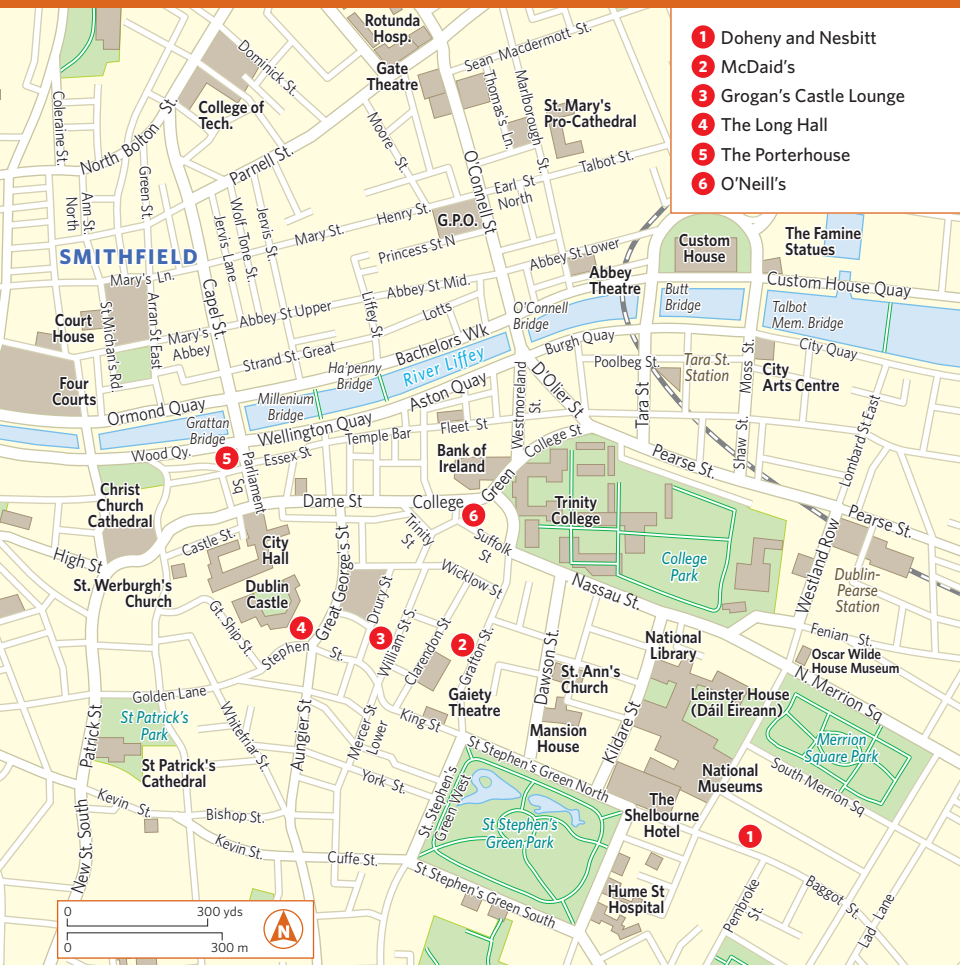 1 Doheny and Nesbitt
2 McDaid's
3 Grogan's Castle Lounge
4 The Long Hall
5 The Porterhouse
6 O'Neill's
Rotunda
Hosp.
Gate
Theatre
Sean Macdermott St.
Dominick St.
College of
Tech.
Thomas's Ln.
Marlborough St.
St. Mary's
Pro-Cathedral
Coleraine St.
North Bolton St.
Moore St.
Parnell St.
O'Connell St
Talbot St.
Earl St
North
Green St.
Ann St.
North
Wolf Tone St.
Jervis Lane
Jervis St.
Henry St.
G.P.O.
Mary St.
Princess St N
SMITHFIELD
Mary's Ln.
Abbey St Lower
Abbey
Theatre
Custom
House
The Famine
Statues
Custom House Quay
Butt
Bridge
Talbot
Mem. Bridge
Abbey St Mid.
Abbey St Upper
Liffey St
Lotts
O'Connell
Bridge
Capel St.
St Michan's Rd.
Arran St East
Court
House
Mary's
Abbey
Strand St. Great
Bachelors Wk
Burgh Quay
City Quay
Four
Courts
Ha'penny
Bridge
River Liffey
Poolbeg St.
Tara St.
Station
Moss St.
City
Arts Centre
Ormond Quay
Millenium
Bridge
Aston Quay
Westmoreland
St.
D'Olier St.
Tara St
Grattan
Bridge
Wellington Quay
Fleet St
Temple Bar
Shaw St.
Lombard St East
Wood Qy.
5
Essex St
Bank of
Ireland
College St
Pearse St.
Parliament
Sq
Christ
Church
Cathedral
Dame St
College Green
6
Trinity
College
Pearse St.
Trinity
St
Suffolk
St
Castle St.
City
Hall
High St
St. Werburgh's
Church
Dublin
Castle
Great George's St
Wicklow St
College
Park
Westland Row
Dublin-
Pearse
Station
Nassau St.
Drury St
Gt. Ship St.
4
3
William St S.
Clarendon St
2
Grafton St.
Stephen St.
Dawson St.
Fenian St.
National
Library
Oscar Wilde
House Museum
St. Ann's
Church
Golden Lane
St Patrick's
Park
Gaiety
Theatre
Leinster House
(Dáil Éireann)
N. Merrion Sq
Patrick St
Whitefriar St.
Aungier St
Mercer St
Lower
King St
Mansion
House
Kildare St
Merrion
Square Park
St Patrick's
Cathedral
St Stephen's Green North
National
Museums
South Merrion Sq
York St.
St. Stephen's
Green West
Kevin St.
Bishop St.
The
Shelbourne
Hotel
1
New St. South
Kevin St.
Cuffe St.
St Stephen's
Green Park
St Stephen's Green South
Hume St
Hospital
Pembroke
St.
Baggot St.
Lad Lane
0 300 yds
0 300 m
N